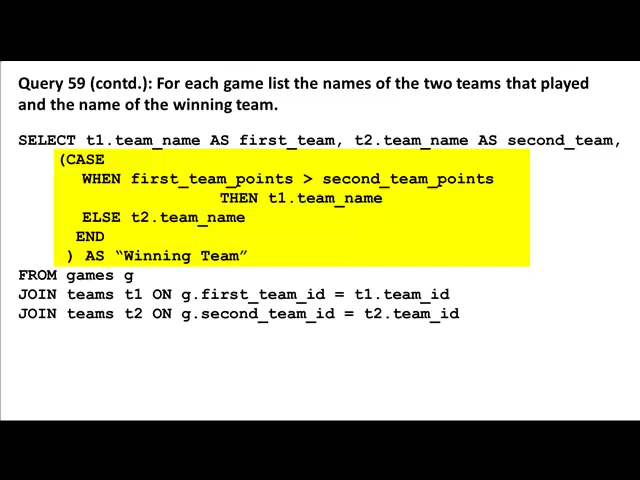 Query 59 (contd.): For each game list the names of the two teams that played
and the name of the winning team.
SELECT t1.team_name AS first_team, t2.team_name AS second_team,
(CASE
WHEN first_team_points > second_team_points
THEN t1.team_name
ELSE t2.team_name
END
) AS “Winning Team”
FROM games g
JOIN teams t1 ON g.first_team_id = t1.team_id
JOIN teams t2 ON g.second_team_id = t2.team_id